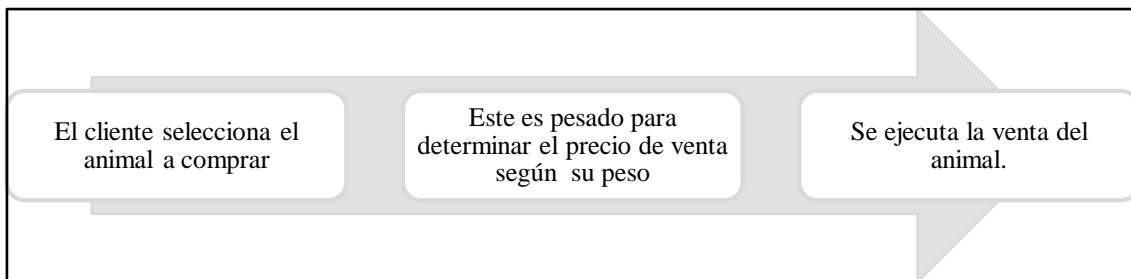 El cliente selecciona el
animal a comprar
Este es pesado para
determinar el precio de venta
según su peso
Se ejecuta la venta del
animal.